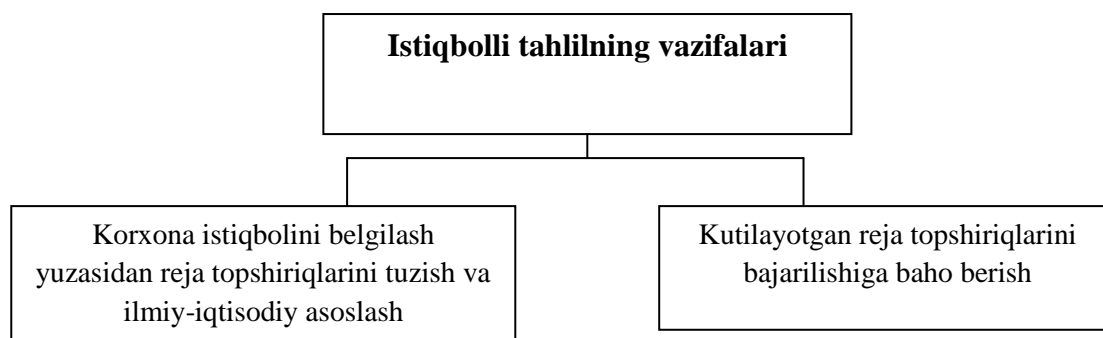 Istiqbolli tahlilning vazifalari
Korxona istiqbolini belgilash
yuzasidan reja topshiriqlarini tuzish va
ilmiy-iqtisodiy asoslash
Kutilayotgan reja topshiriqlarini
bajarilishiga baho berish